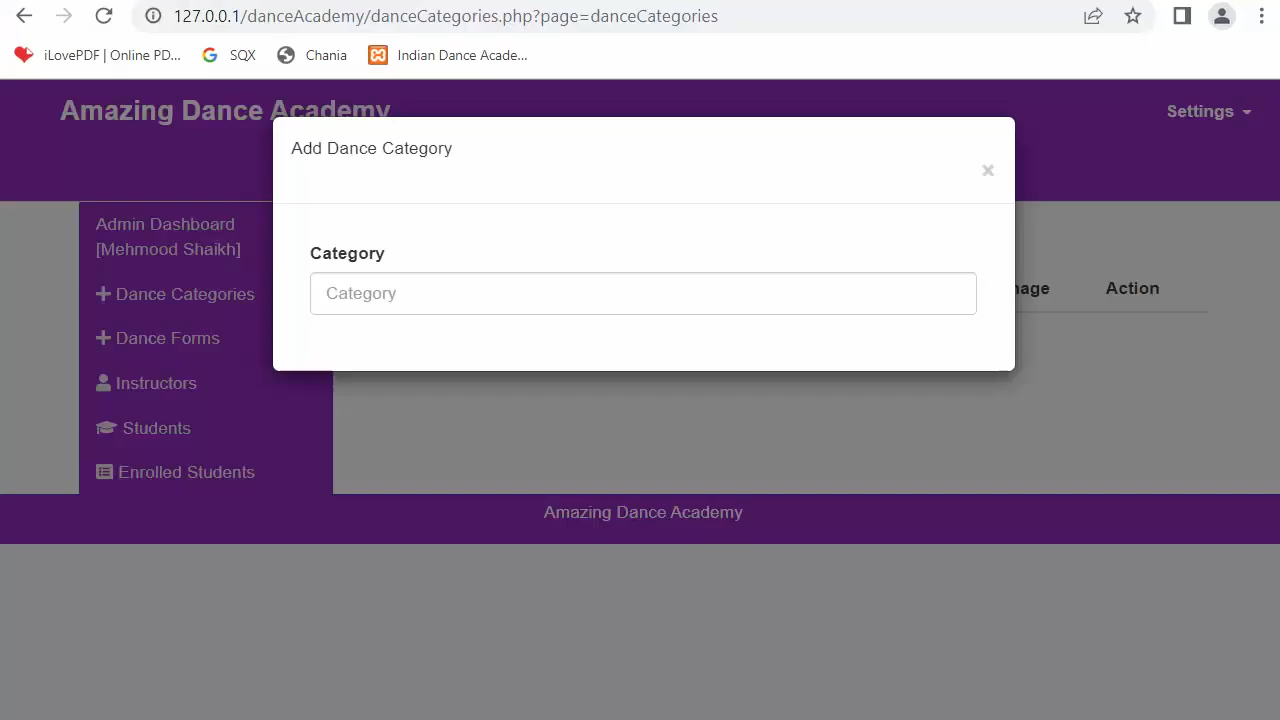 127.0.0.1/danceAcademy/danceCategories.php?page=danceCategories
iLovePDF | Online PD... SQX Chania Indian Dance Acade...
Amazing Dance Academy
Settings
Add Dance Category
×
Admin Dashboard
[Mehmood Shaikh]
Category
Dance Categories
Category
Action
Dance Forms
Instructors
Students
Enrolled Students
Amazing Dance Academy